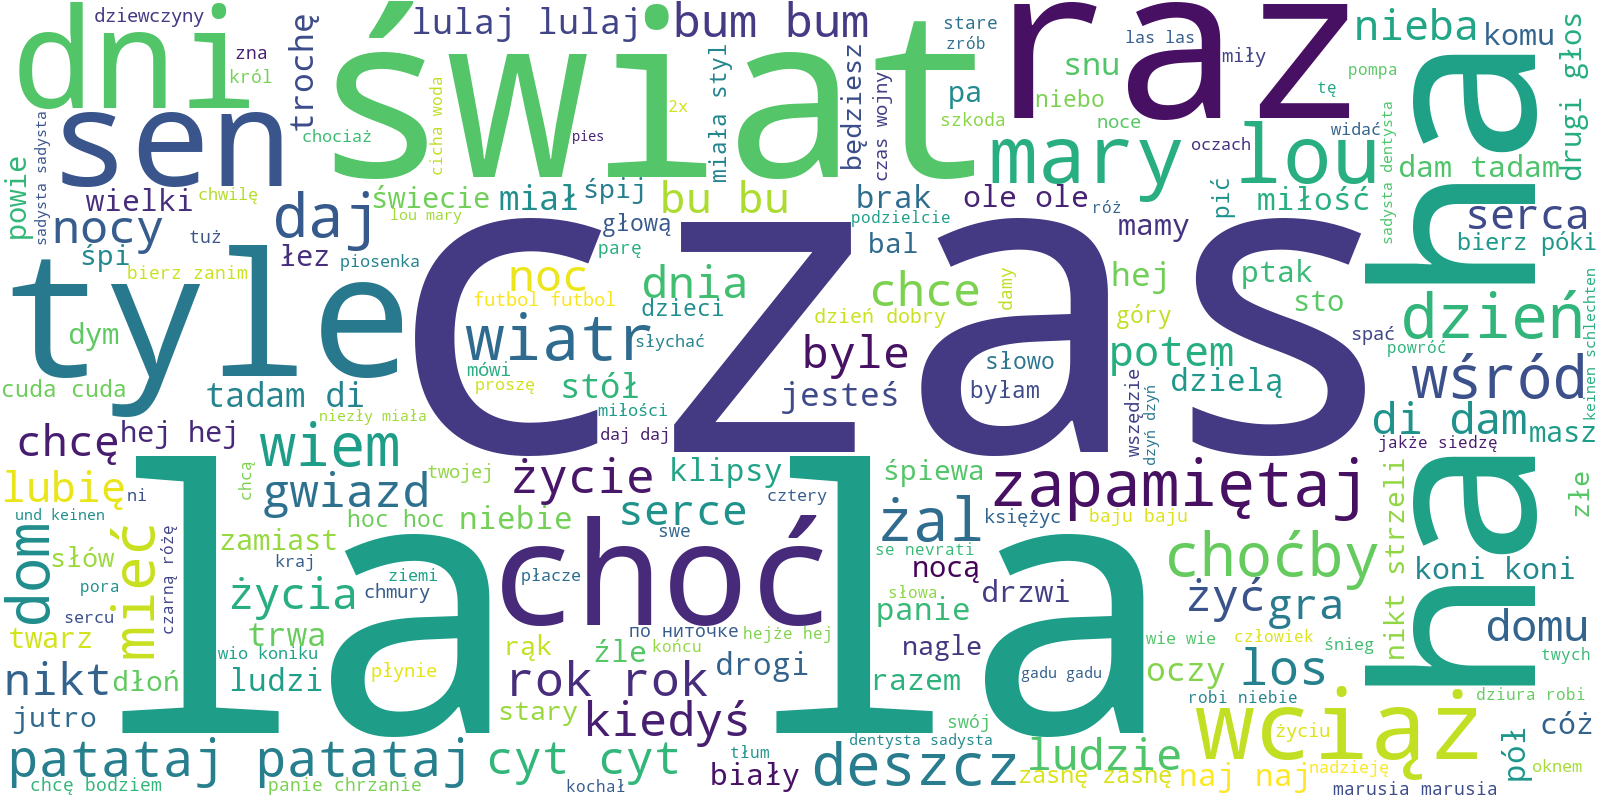 dziewczyny
lulaj lulaj
bum bum
stare
raz
nieba
komu
drugi głos
dni
zna
król
trochę
świat
zrób
las las
miły
snu
pompa
ha ha
sen
chociaż
cicha woda
2x
miała styl
pies
będziesz
czas wojny
pa
niebo
szkoda
noce
tę
widać
oczach
mary lou
sadysta dentysta
dam tadam
powie
sadysta sadysta
wielki
chwilę
daj
świecie
lou mary
miał
śpij
głową
bu bu
brak
podzielcie
ole ole
róż
pić
miłość
mamy
serca
nocy
tuż
łez
piosenka
parę
bal
bierz póki
śpi
bierz zanim
tyle
czas
noc
dnia
chce
damy
hej
ptak
futbol futbol
dzieci
dzień dobry
góry
sto
dzień
dym
wiatr
słychać
byle
słowo
potem
spać
powróć
keinen schlechten
mówi
proszę
cuda cuda
tadam di
stół
jesteś
byłam
dzielą
wśród
niezły miała
miłości
wszędzie
dzyń dzyń
di dam
masz
chcę
hej hej
daj daj
jakże siedzę
wiem
la la
chcą
twojej
życie
klipsy
cztery
śpiewa
zapamiętaj
nikt strzeli
złe
lubię
ni
gwiazd
und keinen
hoc hoc
niebie
serce
swe
żal
księżyc
baju baju
dom
słów
mieć
czarną różę
zamiast
kraj
choć
se nevrati
nocą
choćby
koni koni
pora
ziemi
chmury
płacze
słowa
drzwi
sercu
życia
panie
żyć
gra
domu
twarz
trwa
по ниточке
hejże hej
nagle
wie wie
człowiek
śnieg
wio koniku
rąk
źle
końcu
drogi
twych
nikt
dłoń
ludzi
płynie
rok rok
razem
gadu gadu
oczy
los
robi niebie
dziura robi
jutro
stary
kiedyś
swój
wciąż
życiu
cóż
patataj patataj
cyt cyt
tłum
dentysta sadysta
ludzie
pół
biały
deszcz
zasnę zasnę
naj naj
nadzieję
oknem
chcę bodziem
panie chrzanie
kochał
marusia marusia